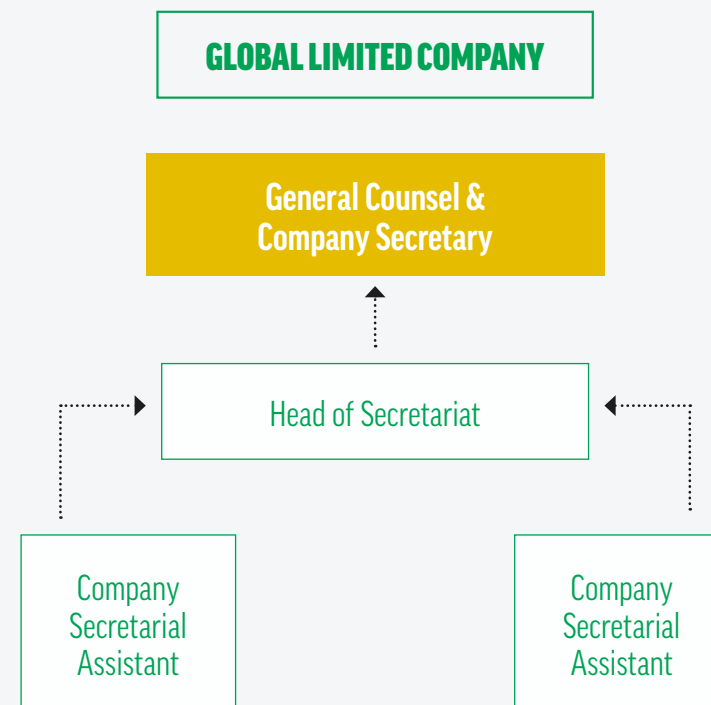 GLOBAL LIMITED COMPANY
General Counsel &
Company Secretary
Head of Secretariat
Company
Secretarial
Assistant
Company
Secretarial
Assistant